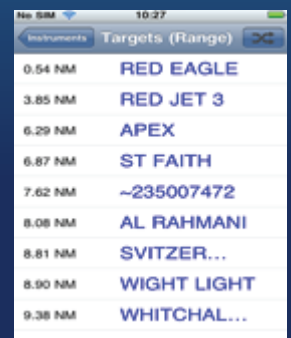 No SIM 10:27
Instruments Targets (Range)
0.54 NM RED EAGLE
3.85 NM RED JET 3
6.29 NM APEX
6.87 NM ST FAITH
7.62 NM ~235007472
8.08 NM AL RAHMANI
8.81 NM SVITZER...
8.90 NM WIGHT LIGHT
9.38 NM WHITCHAL...